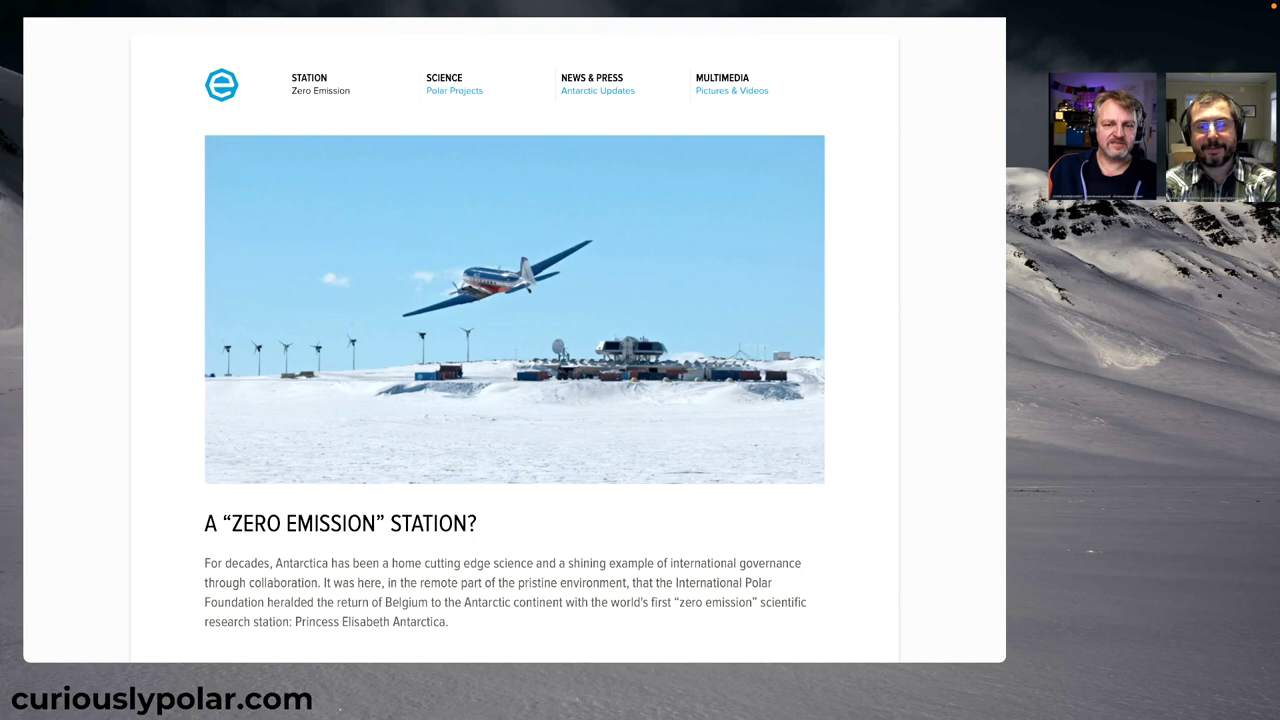 STATION
Zero Emission
SCIENCE
Polar Projects
NEWS & PRESS
Antarctic Updates
MULTIMEDIA
Pictures & Videos
A “ZERO EMISSION” STATION?
For decades, Antarctica has been a home cutting edge science and a shining example of international governance
through collaboration. It was here, in the remote part of the pristine environment, that the International Polar
Foundation heralded the return of Belgium to the Antarctic continent with the world's first “zero emission” scientific
research station: Princess Elisabeth Antarctica.
curiouslypolar.com